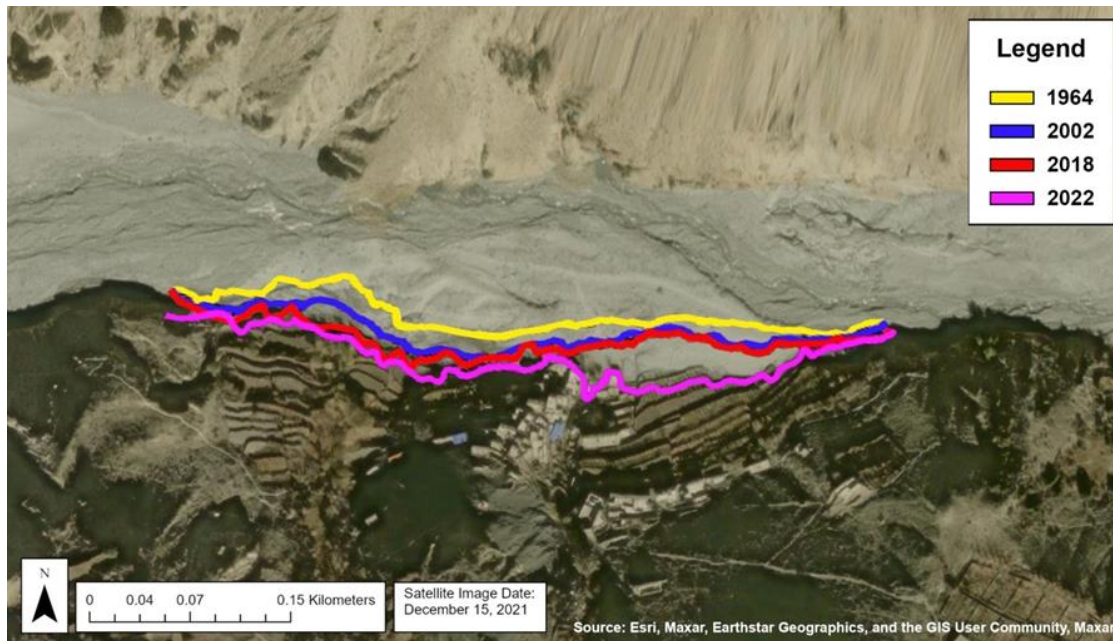 Legend
1964
2002
2018
2022
N
0 0.04 0.07 0.15 Kilometers
Satellite Image Date:
December 15, 2021
Source: Esri, Maxar, Earthstar Geographics, and the GIS User Community, Maxar